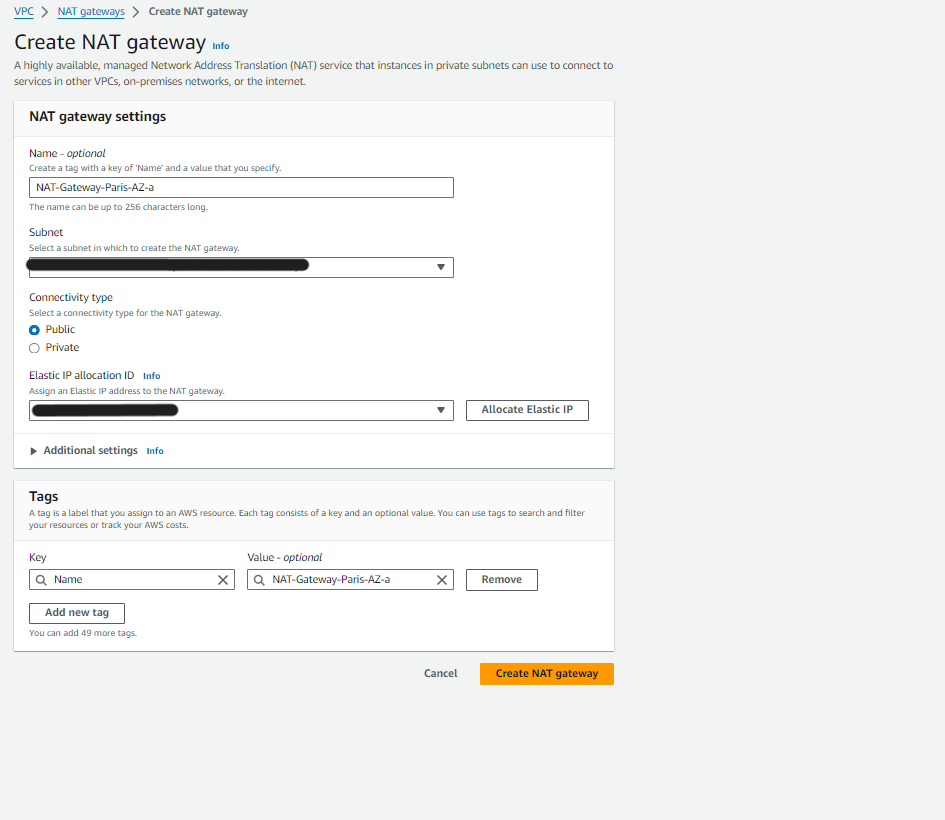 VPC > NAT gateways > Create NAT gateway
Create NAT gateway Info
A highly available, managed Network Address Translation (NAT) service that instances in private subnets can use to connect to
services in other VPCs, on-premises networks, or the internet.
NAT gateway settings
Name - optional
Create a tag with a key of 'Name' and a value that you specify.
NAT-Gateway-Paris-AZ-a
The name can be up to 256 characters long.
Subnet
Select a subnet in which to create the NAT gateway.
Connectivity type
Select a connectivity type for the NAT gateway.
Public
Private
Elastic IP allocation ID Info
Assign an Elastic IP address to the NAT gateway.
Allocate Elastic IP
Additional settings Info
Tags
A tag is a label that you assign to an AWS resource. Each tag consists of a key and an optional value. You can use tags to search and filter
your resources or track your AWS costs.
Key Value - optional
Name NAT-Gateway-Paris-AZ-a Remove
Add new tag
You can add 49 more tags.
Cancel Create NAT gateway